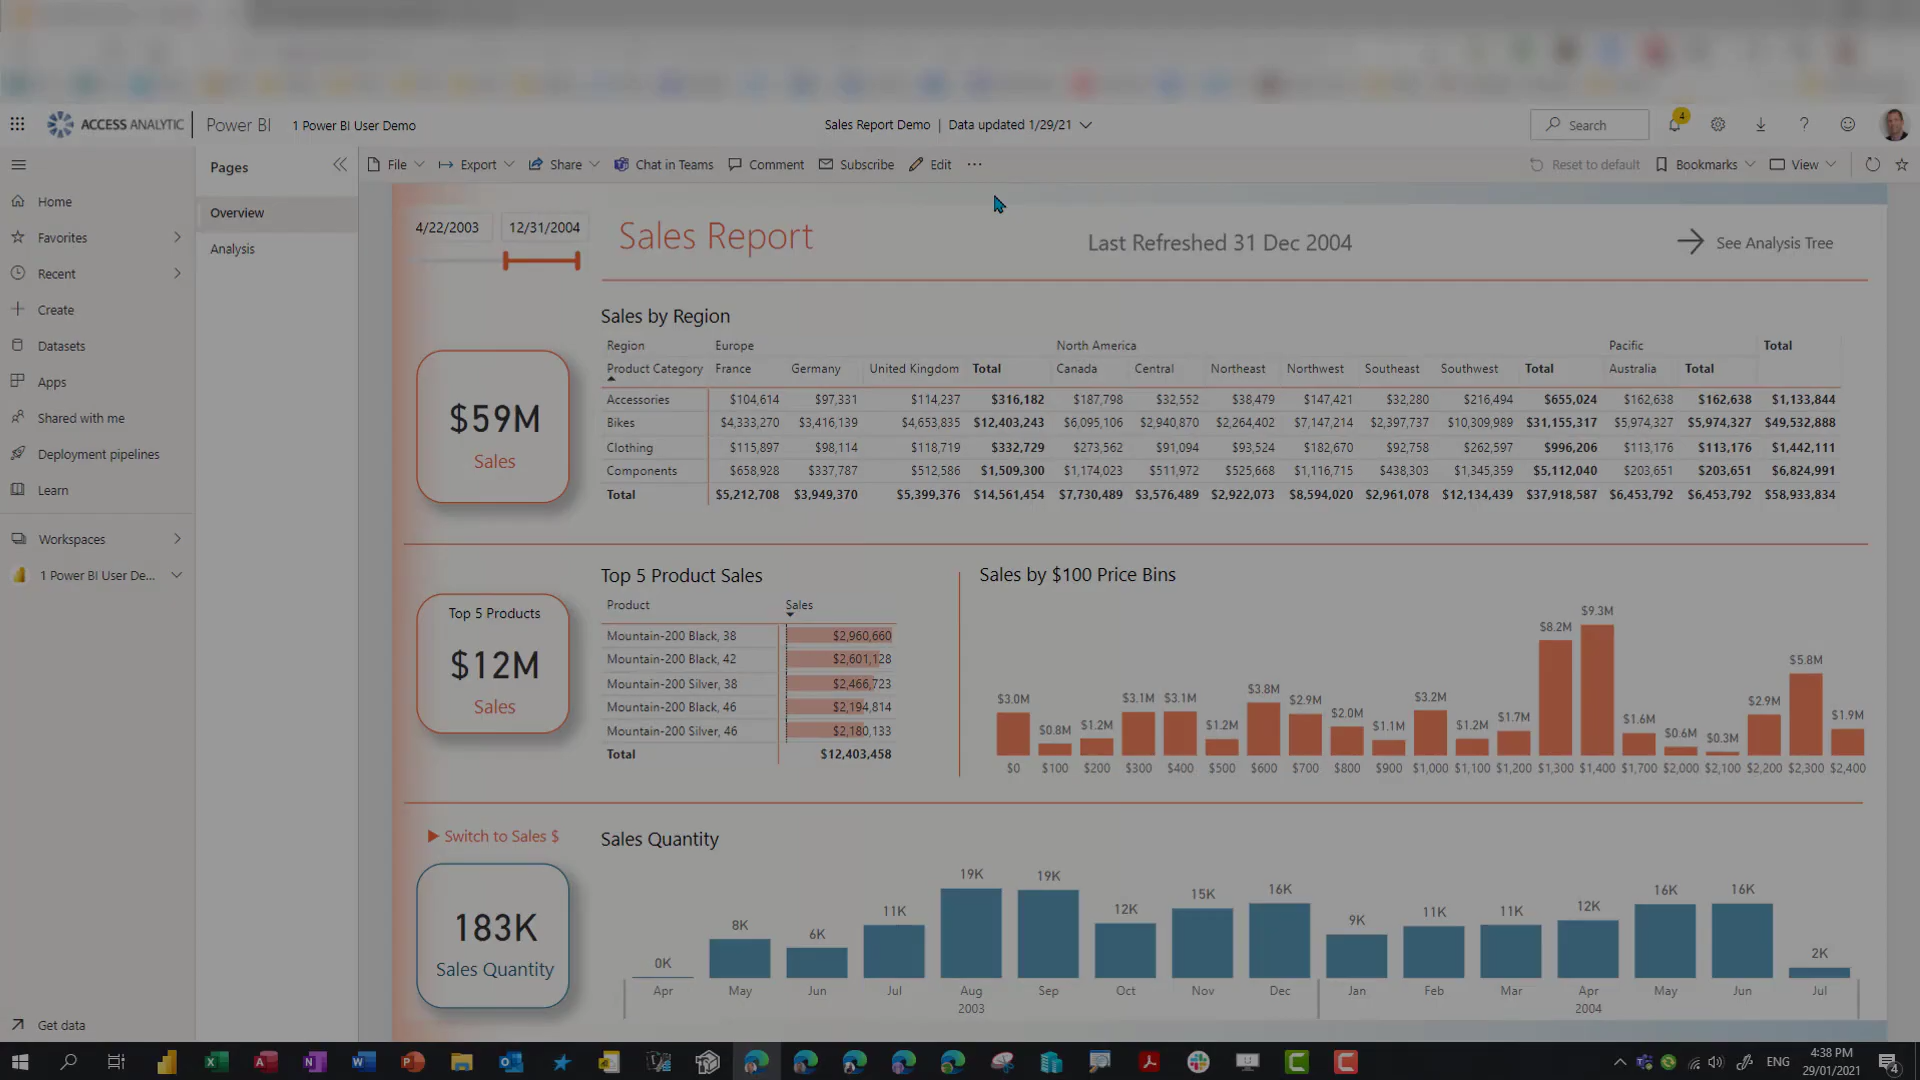 ACCESS ANALYTIC
Power BI
1 Power BI User Demo
Sales Report Demo | Data updated 1/29/21
Search
4
Pages
File
Export
Share
Chat in Teams
Comment
Subscribe
Edit
Reset to default
Bookmarks
View
Home
Favorites
Recent
Create
Datasets
Apps
Shared with me
Deployment pipelines
Learn
Workspaces
1 Power BI User De...
Get data
Overview
Analysis
4/22/2003
12/31/2004
Sales Report
Last Refreshed 31 Dec 2004
See Analysis Tree
$59M
Sales
Sales by Region
Region Europe North America Pacific Total
Product Category France Germany United Kingdom Total Canada Central Northeast Northwest Southeast Southwest Total Australia Total
Accessories $104,614 $97,331 $114,237 $316,182 $187,798 $32,552 $38,479 $147,421 $32,280 $216,494 $655,024 $162,638 $162,638 $1,133,844
Bikes $4,333,270 $3,416,139 $4,653,835 $12,403,243 $6,095,106 $2,940,870 $2,264,402 $7,147,214 $2,397,737 $10,309,989 $31,155,317 $5,974,327 $5,974,327 $49,532,888
Clothing $115,897 $98,114 $118,719 $332,729 $273,562 $91,094 $93,524 $182,670 $92,758 $262,597 $996,206 $113,176 $113,176 $1,442,111
Components $658,928 $337,787 $512,586 $1,509,300 $1,174,023 $511,972 $525,668 $1,116,715 $438,303 $1,345,359 $5,112,040 $203,651 $203,651 $6,824,991
Total $5,212,708 $3,949,370 $5,399,376 $14,561,454 $7,730,489 $3,576,489 $2,922,073 $8,594,020 $2,961,078 $12,134,439 $37,918,587 $6,453,792 $6,453,792 $58,933,834
Top 5 Products
$12M
Sales
Top 5 Product Sales
Product Sales
Mountain-200 Black, 38 $2,960,660
Mountain-200 Black, 42 $2,601,128
Mountain-200 Silver, 38 $2,466,723
Mountain-200 Black, 46 $2,194,814
Mountain-200 Silver, 46 $2,180,133
Total $12,403,458
Sales by $100 Price Bins
$3.0M $0.8M $1.2M $3.1M $3.1M $1.2M $3.8M $2.9M $2.0M $1.1M $3.2M $1.2M $1.7M $8.2M $9.3M $1.6M $0.6M $0.3M $2.9M $5.8M $1.9M
$0 $100 $200 $300 $400 $500 $600 $700 $800 $900 $1,000 $1,100 $1,200 $1,300 $1,400 $1,700 $2,000 $2,100 $2,200 $2,300 $2,400
Switch to Sales $
183K
Sales Quantity
Sales Quantity
0K 8K 6K 11K 19K 19K 12K 15K 16K 9K 11K 11K 12K 16K 16K 2K
Apr May Jun Jul Aug Sep Oct Nov Dec Jan Feb Mar Apr May Jun Jul
2003 2004
ENG
4:38 PM
29/01/2021
4